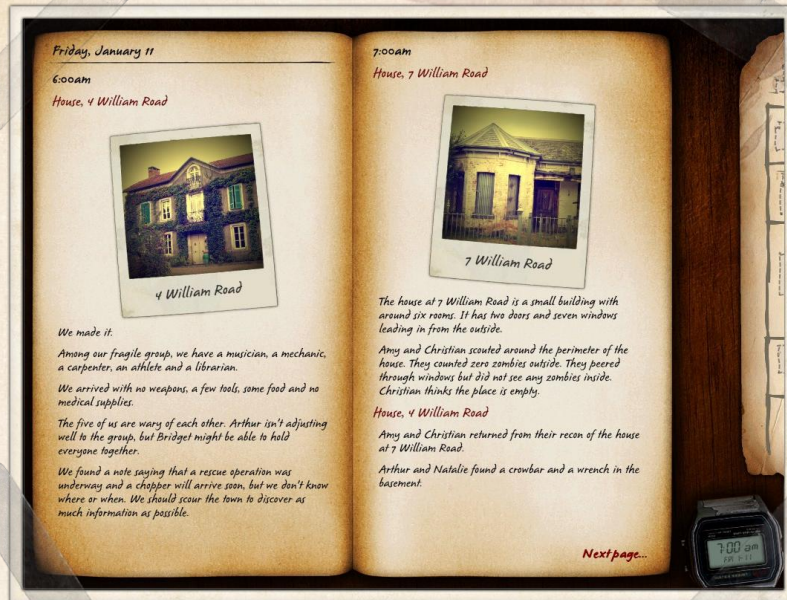 Friday, January 11
6:00am
House, 4 William Road
4 William Road
We made it.
Among our fragile group, we have a musician, a mechanic,
a carpenter, an athlete and a librarian.
We arrived with no weapons, a few tools, some food and no
medical supplies.
The five of us are wary of each other. Arthur isn't adjusting
well to the group, but Bridget might be able to hold
everyone together.
We found a note saying that a rescue operation was
underway and a chopper will arrive soon, but we don't know
where or when. We should scour the town to discover as
much information as possible.
7:00am
House, 7 William Road
7 William Road
The house at 7 William Road is a small building with
around six rooms. It has two doors and seven windows
leading in from the outside.
Amy and Christian scouted around the perimeter of the
house. They counted zero zombies outside. They peered
through windows but did not see any zombies inside.
Christian thinks the place is empty.
House, 4 William Road
Amy and Christian returned from their recon of the house
at 7 William Road.
Arthur and Natalie found a crowbar and a wrench in the
basement.
Next page...
7:00 am
FRI 1-11